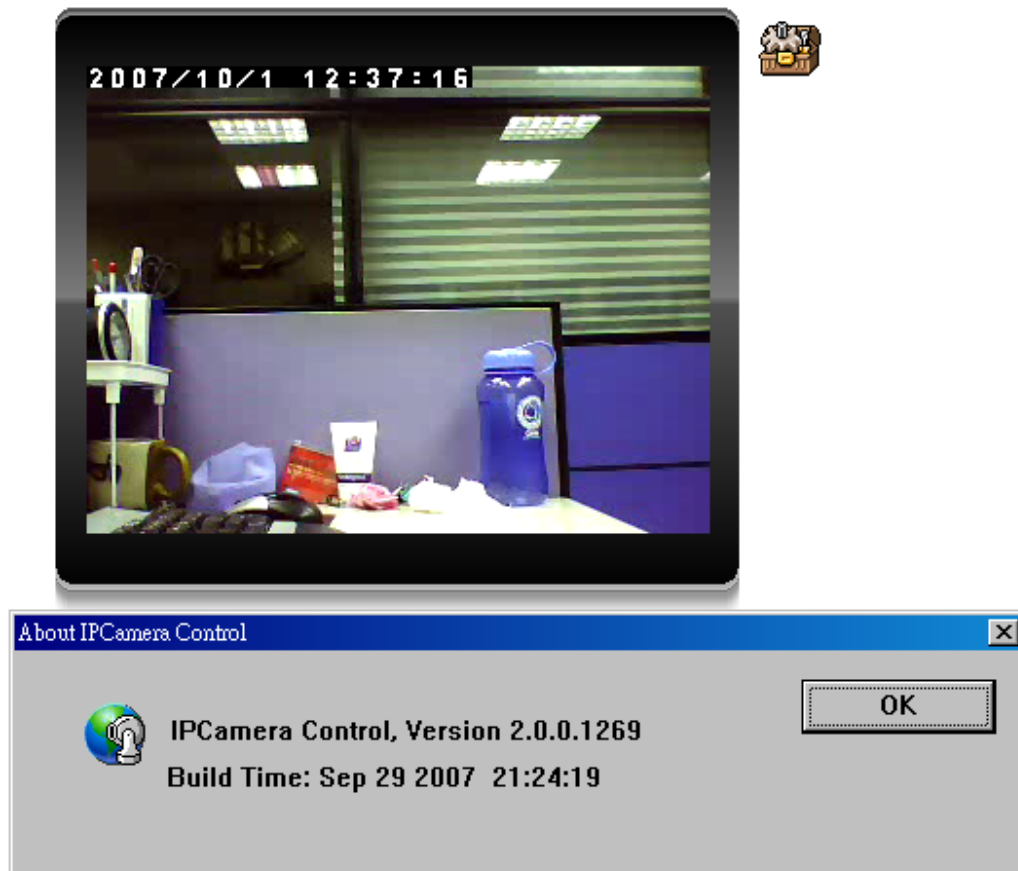 2007/10/1 12:37:16
About IPCamera Control
OK
IPCamera Control, Version 2.0.0.1269
Build Time: Sep 29 2007 21:24:19